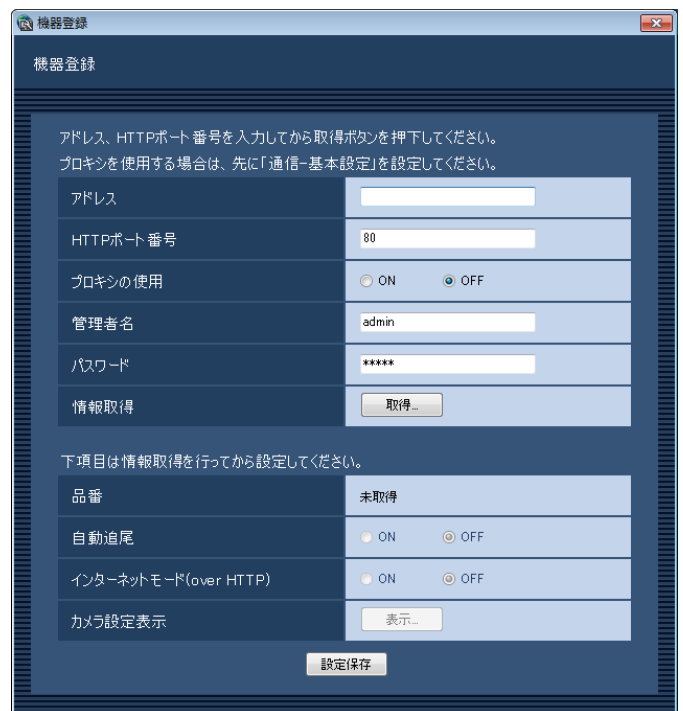 機器登録
機器登録
アドレス、HTTPポート番号を入力してから取得ボタンを押下してください。
プロキシを使用する場合は、先に「通信-基本設定」を設定してください。
アドレス
HTTPポート番号 80
プロキシの使用 ON OFF
管理者名 admin
パスワード *****
情報取得 取得...
下項目は情報取得を行ってから設定してください。
品番 未取得
自動追尾 ON OFF
インターネットモード(over HTTP) ON OFF
カメラ設定表示 表示...
設定保存